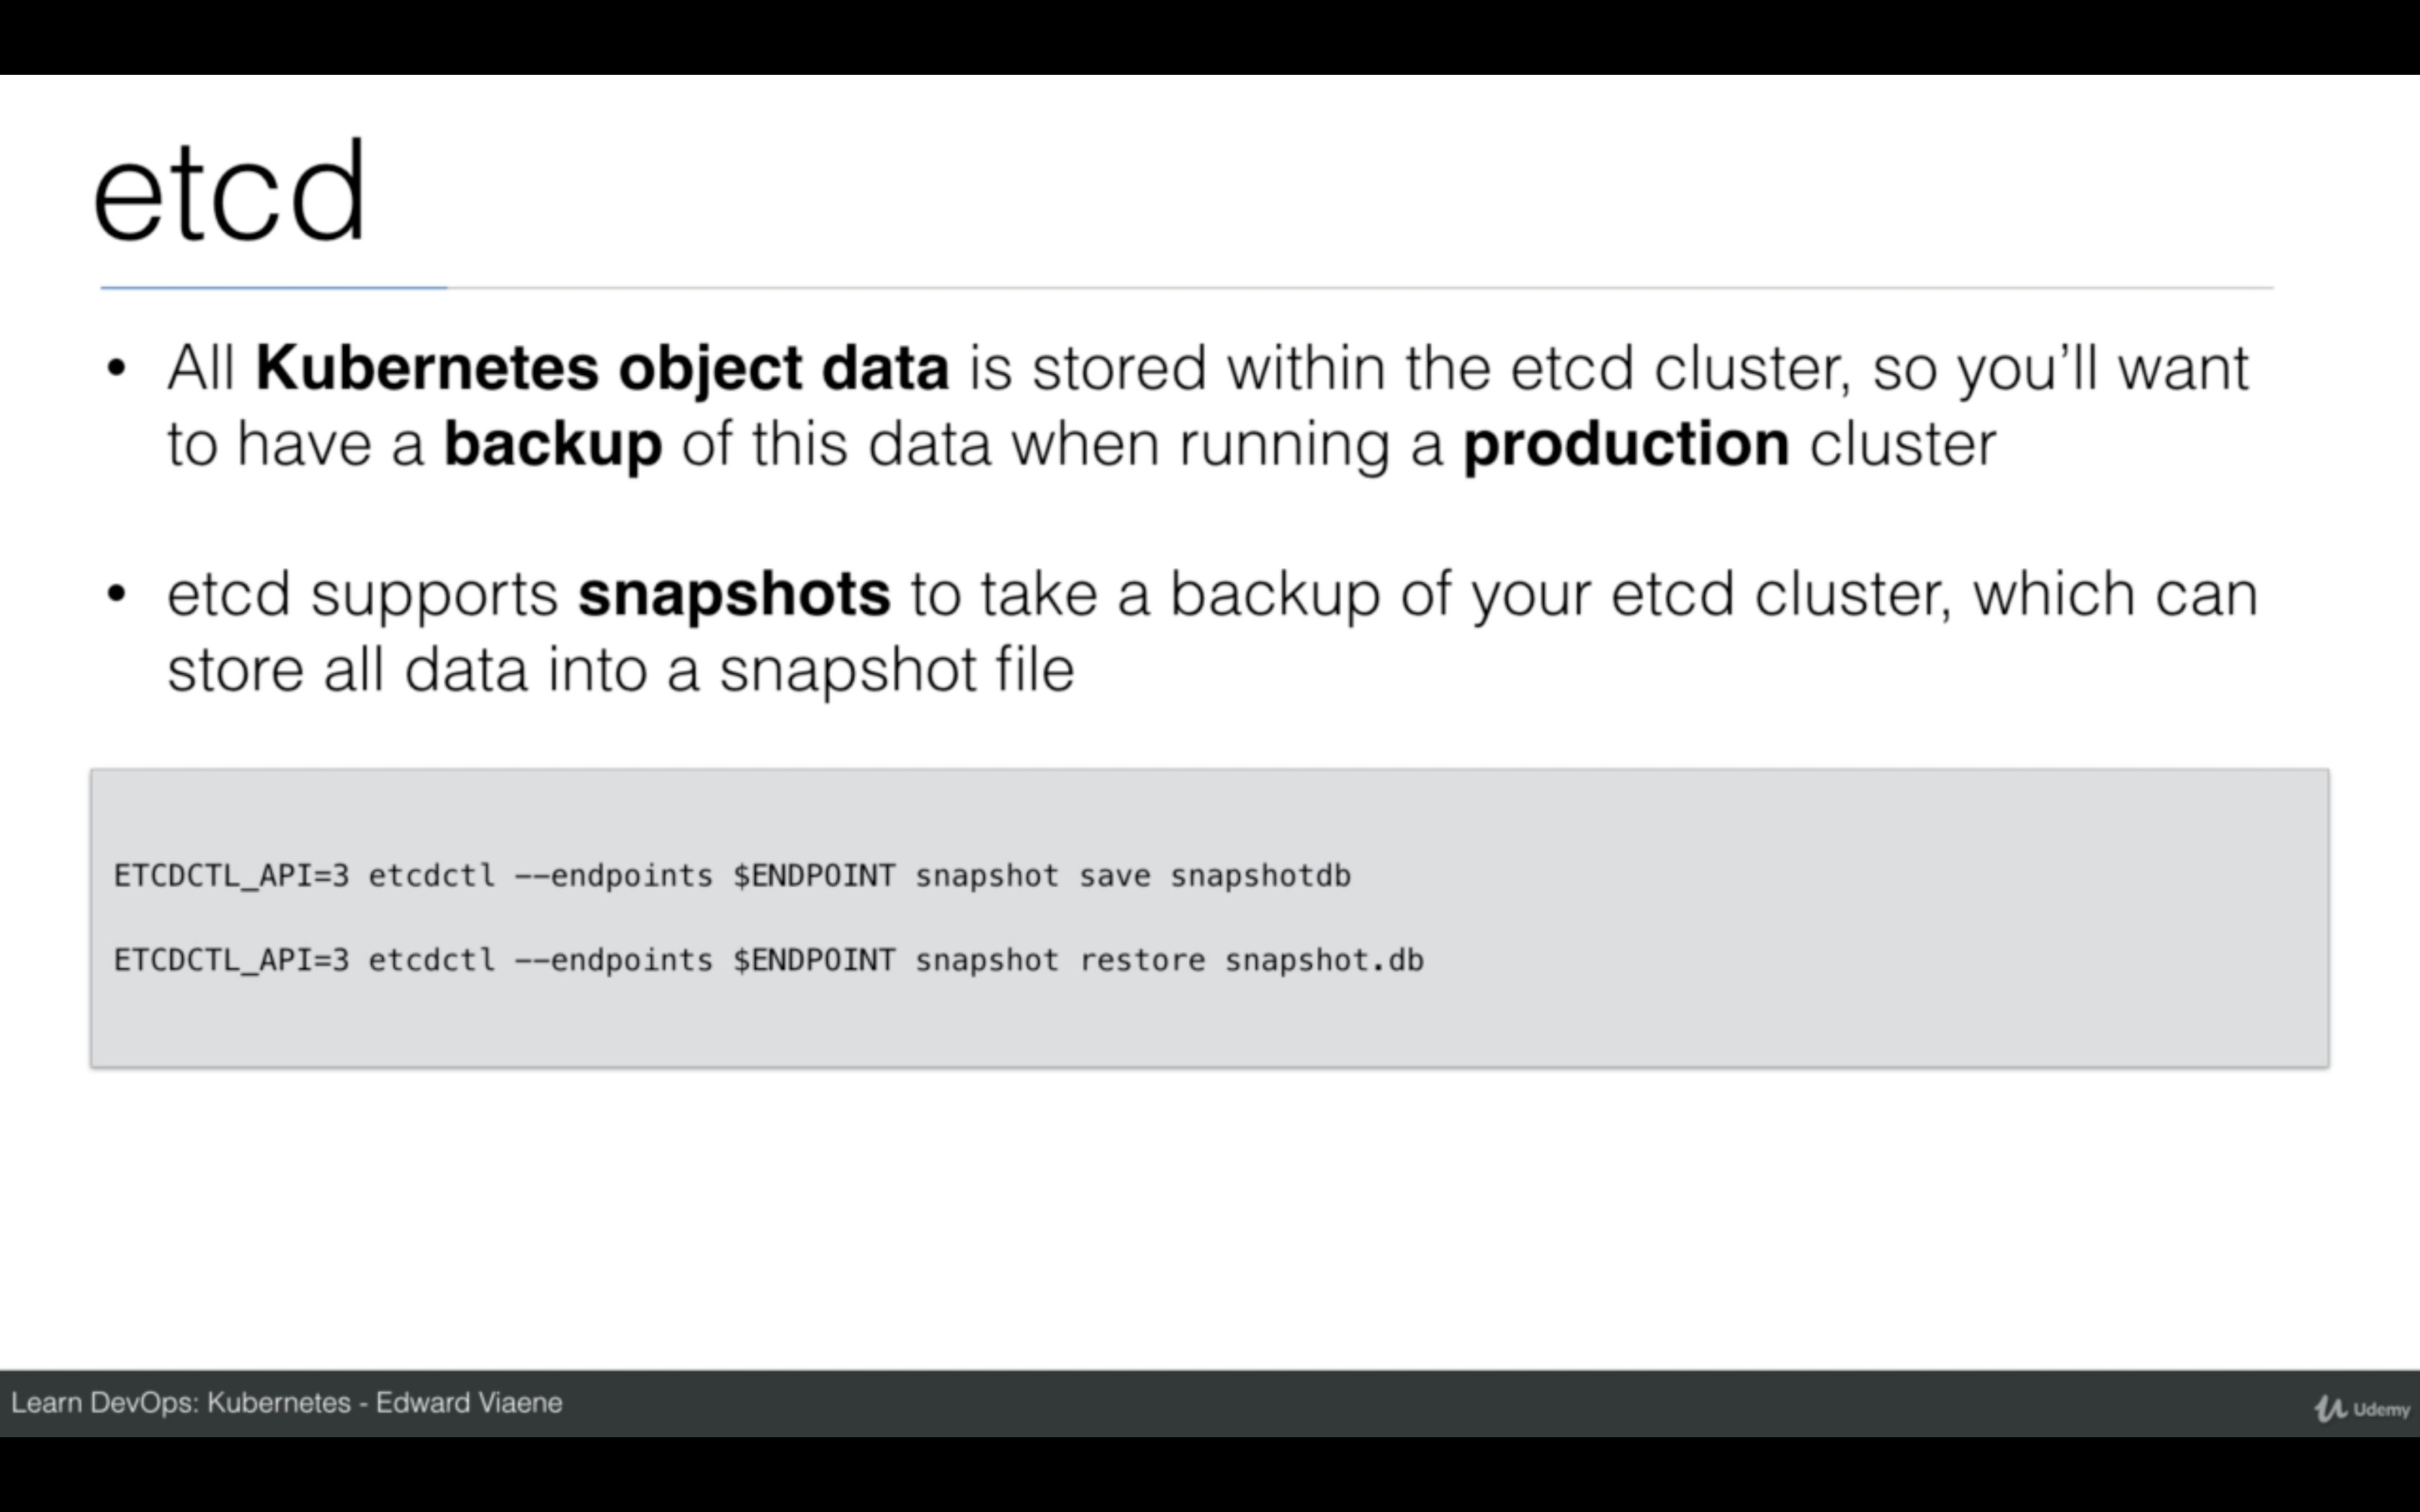 etcd
• All Kubernetes object data is stored within the etcd cluster, so you’ll want
to have a backup of this data when running a production cluster
• etcd supports snapshots to take a backup of your etcd cluster, which can
store all data into a snapshot file
ETCDCTL_API=3 etcdctl --endpoints $ENDPOINT snapshot save snapshotdb
ETCDCTL_API=3 etcdctl --endpoints $ENDPOINT snapshot restore snapshot.db
Learn DevOps: Kubernetes - Edward Viaene
Udemy